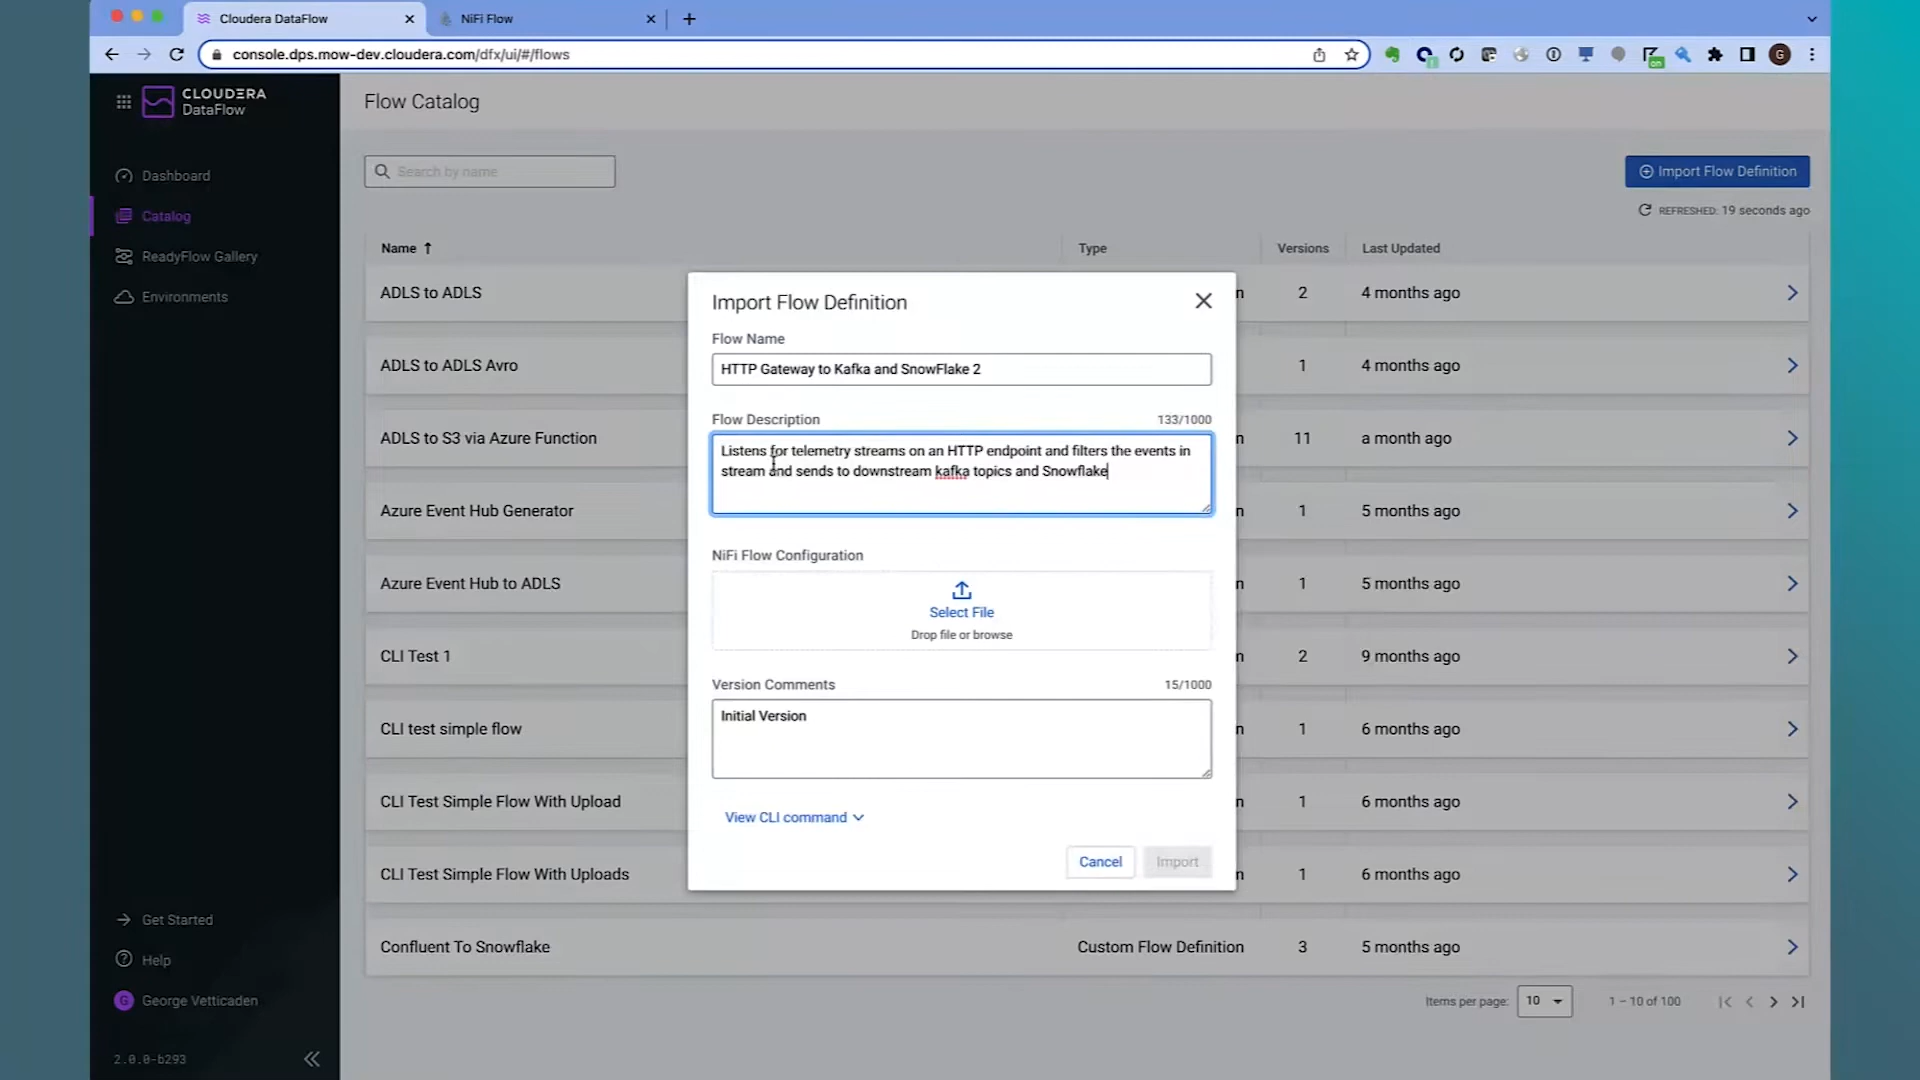 Cloudera DataFlow
NiFi Flow
console.dps.mow-dev.cloudera.com/dfx/ui/#/flows
on
G
CLOUDERA
DataFlow
Dashboard
Catalog
ReadyFlow Gallery
Environments
Get Started
Help
G George Vetticaden
2.0.0-b293
Flow Catalog
Search by name
Import Flow Definition
REFRESHED: 19 seconds ago
Name Type Versions Last Updated
ADLS to ADLS n 2 4 months ago
ADLS to ADLS Avro 1 4 months ago
ADLS to S3 via Azure Function n 11 a month ago
Azure Event Hub Generator n 1 5 months ago
Azure Event Hub to ADLS n 1 5 months ago
CLI Test 1 n 2 9 months ago
CLI test simple flow n 1 6 months ago
CLI Test Simple Flow With Upload n 1 6 months ago
CLI Test Simple Flow With Uploads n 1 6 months ago
Confluent To Snowflake Custom Flow Definition 3 5 months ago
Items per page: 10 1 – 10 of 100
Import Flow Definition
Flow Name
HTTP Gateway to Kafka and SnowFlake 2
Flow Description 133/1000
Listens for telemetry streams on an HTTP endpoint and filters the events in
stream and sends to downstream kafka topics and Snowflake
NiFi Flow Configuration
Select File
Drop file or browse
Version Comments 15/1000
Initial Version
View CLI command
Cancel Import